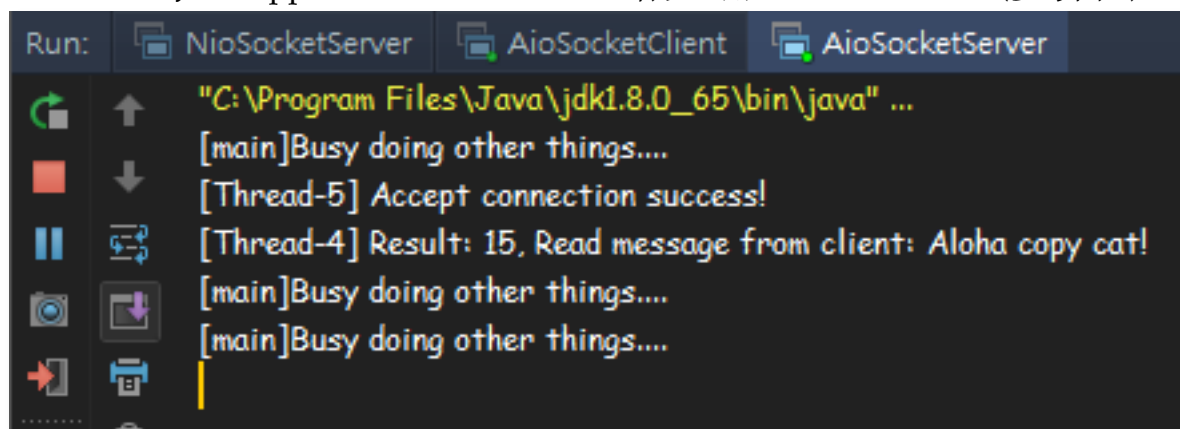 Run: NioSocketServer AioSocketClient AioSocketServer
"C:\Program Files\Java\jdk1.8.0_65\bin\java" ...
[main]Busy doing other things....
[Thread-5] Accept connection success!
[Thread-4] Result: 15, Read message from client: Aloha copy cat!
[main]Busy doing other things....
[main]Busy doing other things....